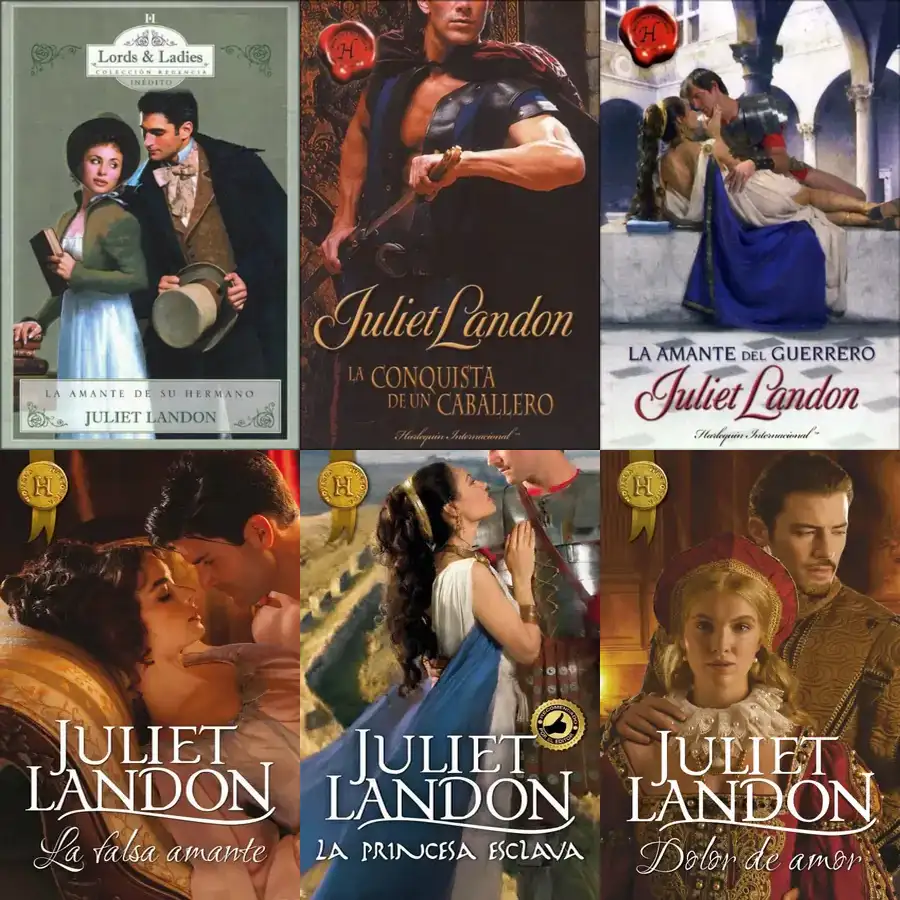 H
Lords & Ladies
COLECCIÓN REGENCIA
INÉDITO
LA AMANTE DE SU HERMANO
JULIET LANDON
H
Juliet Landon
LA CONQUISTA
DE UN CABALLERO
Harlequin Internacional™
H
LA AMANTE DEL GUERRERO
Juliet Landon
Harlequin Internacional™
H
JULIET
LANDON
La falsa amante
H
JULIET
LANDON
LA PRINCESA ESCLAVA
H
JULIET
LANDON
Dolor de amor